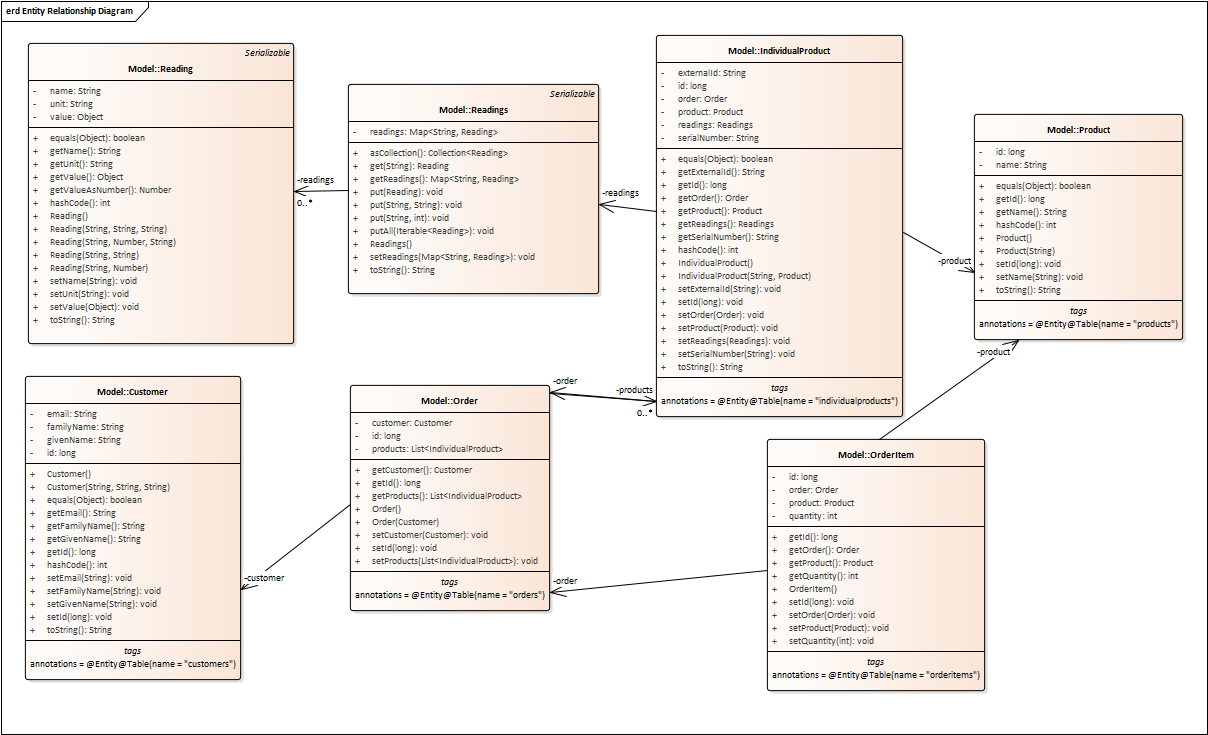 erd Entity Relationship Diagram
Serializable
Model::Reading
- name: String
- unit: String
- value: Object
+ equals(Object): boolean
+ getName(): String
+ getUnit(): String
+ getValue(): Object
+ getValueAsNumber(): Number
+ hashCode(): int
+ Reading()
+ Reading(String, String, String)
+ Reading(String, Number, String)
+ Reading(String, String)
+ Reading(String, Number)
+ setName(String): void
+ setUnit(String): void
+ setValue(Object): void
+ toString(): String
-readings
0..*
Serializable
Model::Readings
- readings: Map<String, Reading>
+ asCollection(): Collection<Reading>
+ get(String): Reading
+ getReadings(): Map<String, Reading>
+ put(Reading): void
+ put(String, String): void
+ put(String, int): void
+ putAll(Iterable<Reading>): void
+ Readings()
+ setReadings(Map<String, Reading>): void
+ toString(): String
-readings
Model::IndividualProduct
- externalId: String
- id: long
- order: Order
- product: Product
- readings: Readings
- serialNumber: String
+ equals(Object): boolean
+ getExternalId(): String
+ getId(): long
+ getOrder(): Order
+ getProduct(): Product
+ getReadings(): Readings
+ getSerialNumber(): String
+ hashCode(): int
+ IndividualProduct()
+ IndividualProduct(String, Product)
+ setExternalId(String): void
+ setId(long): void
+ setOrder(Order): void
+ setProduct(Product): void
+ setReadings(Readings): void
+ setSerialNumber(String): void
+ toString(): String
tags
annotations = @Entity@Table(name = "individualproducts")
-product
Model::Product
- id: long
- name: String
+ equals(Object): boolean
+ getId(): long
+ getName(): String
+ hashCode(): int
+ Product()
+ Product(String)
+ setId(long): void
+ setName(String): void
+ toString(): String
tags
annotations = @Entity@Table(name = "products")
-product
Model::Customer
- email: String
- familyName: String
- givenName: String
- id: long
+ Customer()
+ Customer(String, String, String)
+ equals(Object): boolean
+ getEmail(): String
+ getFamilyName(): String
+ getGivenName(): String
+ getId(): long
+ hashCode(): int
+ setEmail(String): void
+ setFamilyName(String): void
+ setGivenName(String): void
+ setId(long): void
+ toString(): String
tags
annotations = @Entity@Table(name = "customers")
-customer
Model::Order
- customer: Customer
- id: long
- products: List<IndividualProduct>
+ getCustomer(): Customer
+ getId(): long
+ getProducts(): List<IndividualProduct>
+ Order()
+ Order(Customer)
+ setCustomer(Customer): void
+ setId(long): void
+ setProducts(List<IndividualProduct>): void
tags
annotations = @Entity@Table(name = "orders")
-order
-products
0..*
-order
Model::OrderItem
- id: long
- order: Order
- product: Product
- quantity: int
+ getId(): long
+ getOrder(): Order
+ getProduct(): Product
+ getQuantity(): int
+ OrderItem()
+ setId(long): void
+ setOrder(Order): void
+ setProduct(Product): void
+ setQuantity(int): void
tags
annotations = @Entity@Table(name = "orderitems")